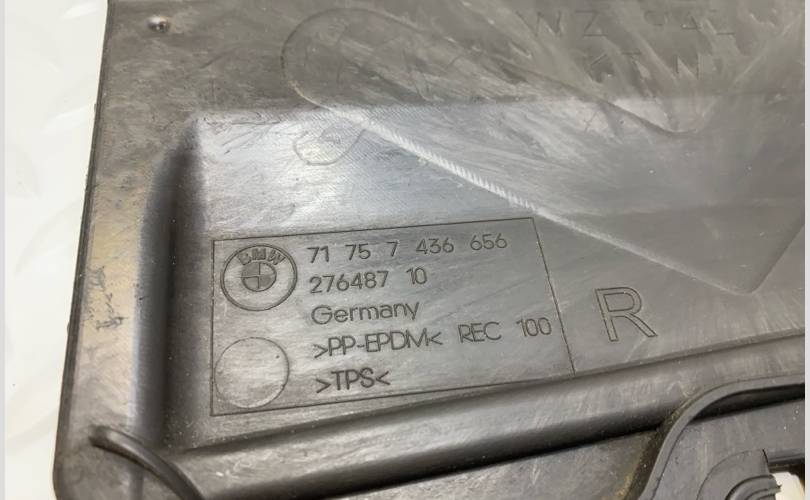 BMW
71 75 7 436 656
276487 10
Germany
>PP-EPDM< REC 100
>TPS<
R